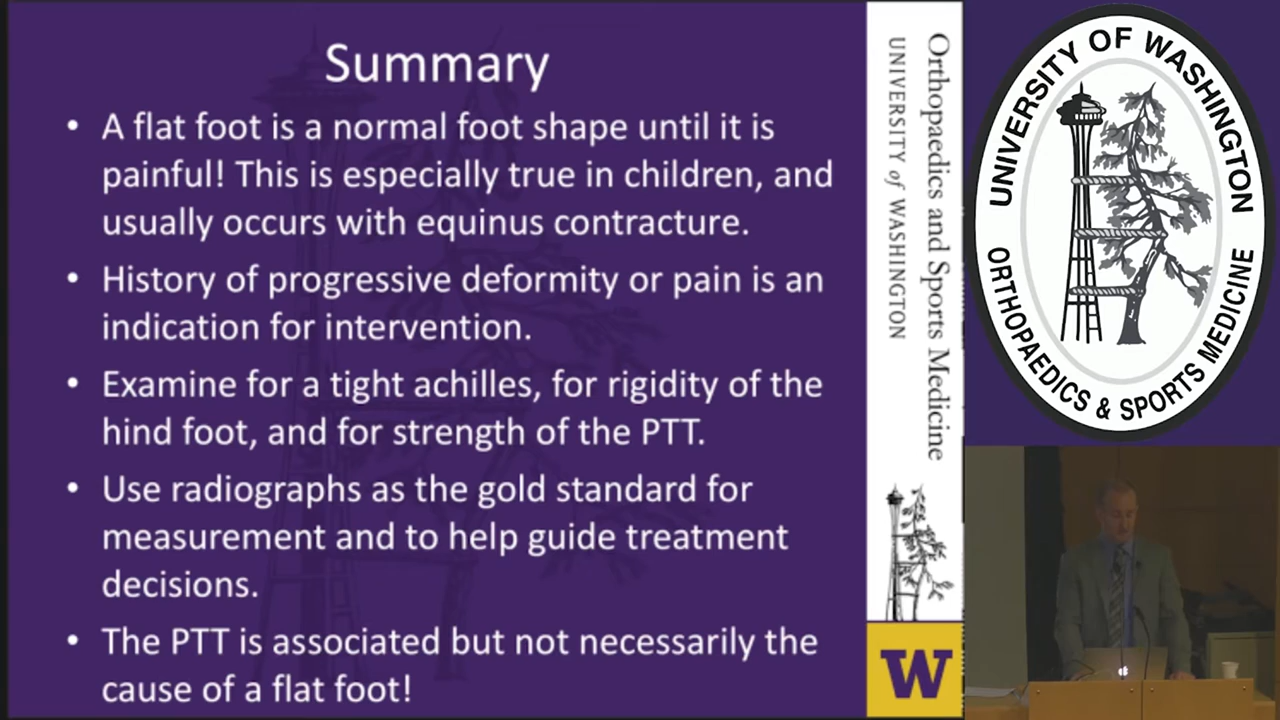 Summary
• A flat foot is a normal foot shape until it is
painful! This is especially true in children, and
usually occurs with equinus contracture.
• History of progressive deformity or pain is an
indication for intervention.
• Examine for a tight achilles, for rigidity of the
hind foot, and for strength of the PTT.
• Use radiographs as the gold standard for
measurement and to help guide treatment
decisions.
• The PTT is associated but not necessarily the
cause of a flat foot!
Orthopaedics and Sports Medicine
UNIVERSITY of WASHINGTON
W
UNIVERSITY OF WASHINGTON
ORTHOPAEDICS & SPORTS MEDICINE